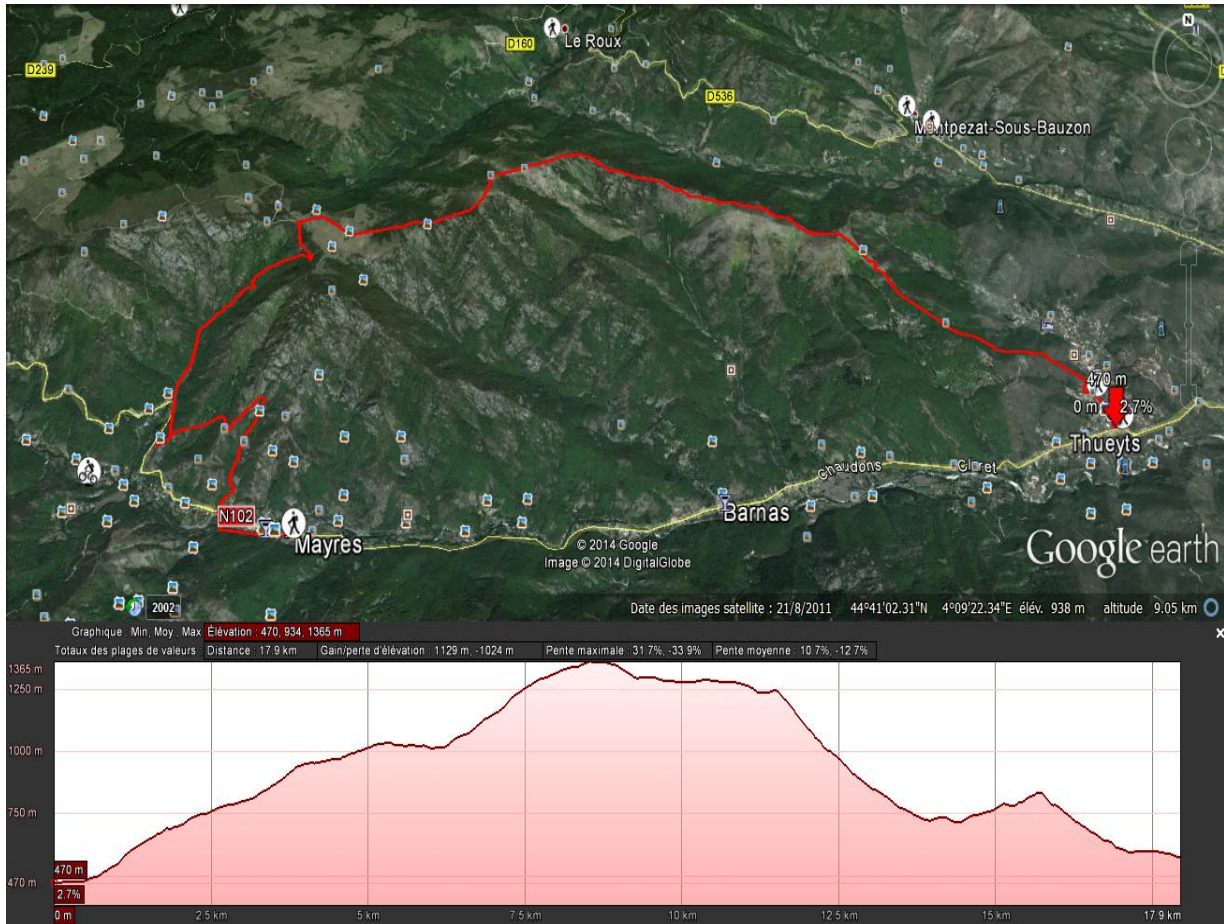 D239
D160
Le Roux
D536
N
Montpezat-Sous-Bauzon
470 m
0 m 2.7%
Thueyts
Chaudons Claret
N102
Mayres
Barnas
© 2014 Google
Image © 2014 DigitalGlobe
Google earth
2002
Date des images satellite : 21/8/2011 44°41'02.31"N 4°09'22.34"E élév. 938 m altitude 9.05 km
Graphique : Min, Moy., Max Élévation : 470, 934, 1365 m
Totaux des plages de valeurs : Distance : 17.9 km Gain/perte d'élévation : 1129 m, -1024 m Pente maximale : 31.7%, -33.9% Pente moyenne : 10.7%, -12.7%
1365 m
1250 m
1000 m
750 m
470 m
470 m
2.7%
0 m 2.5 km 5 km 7.5 km 10 km 12.5 km 15 km 17.9 km